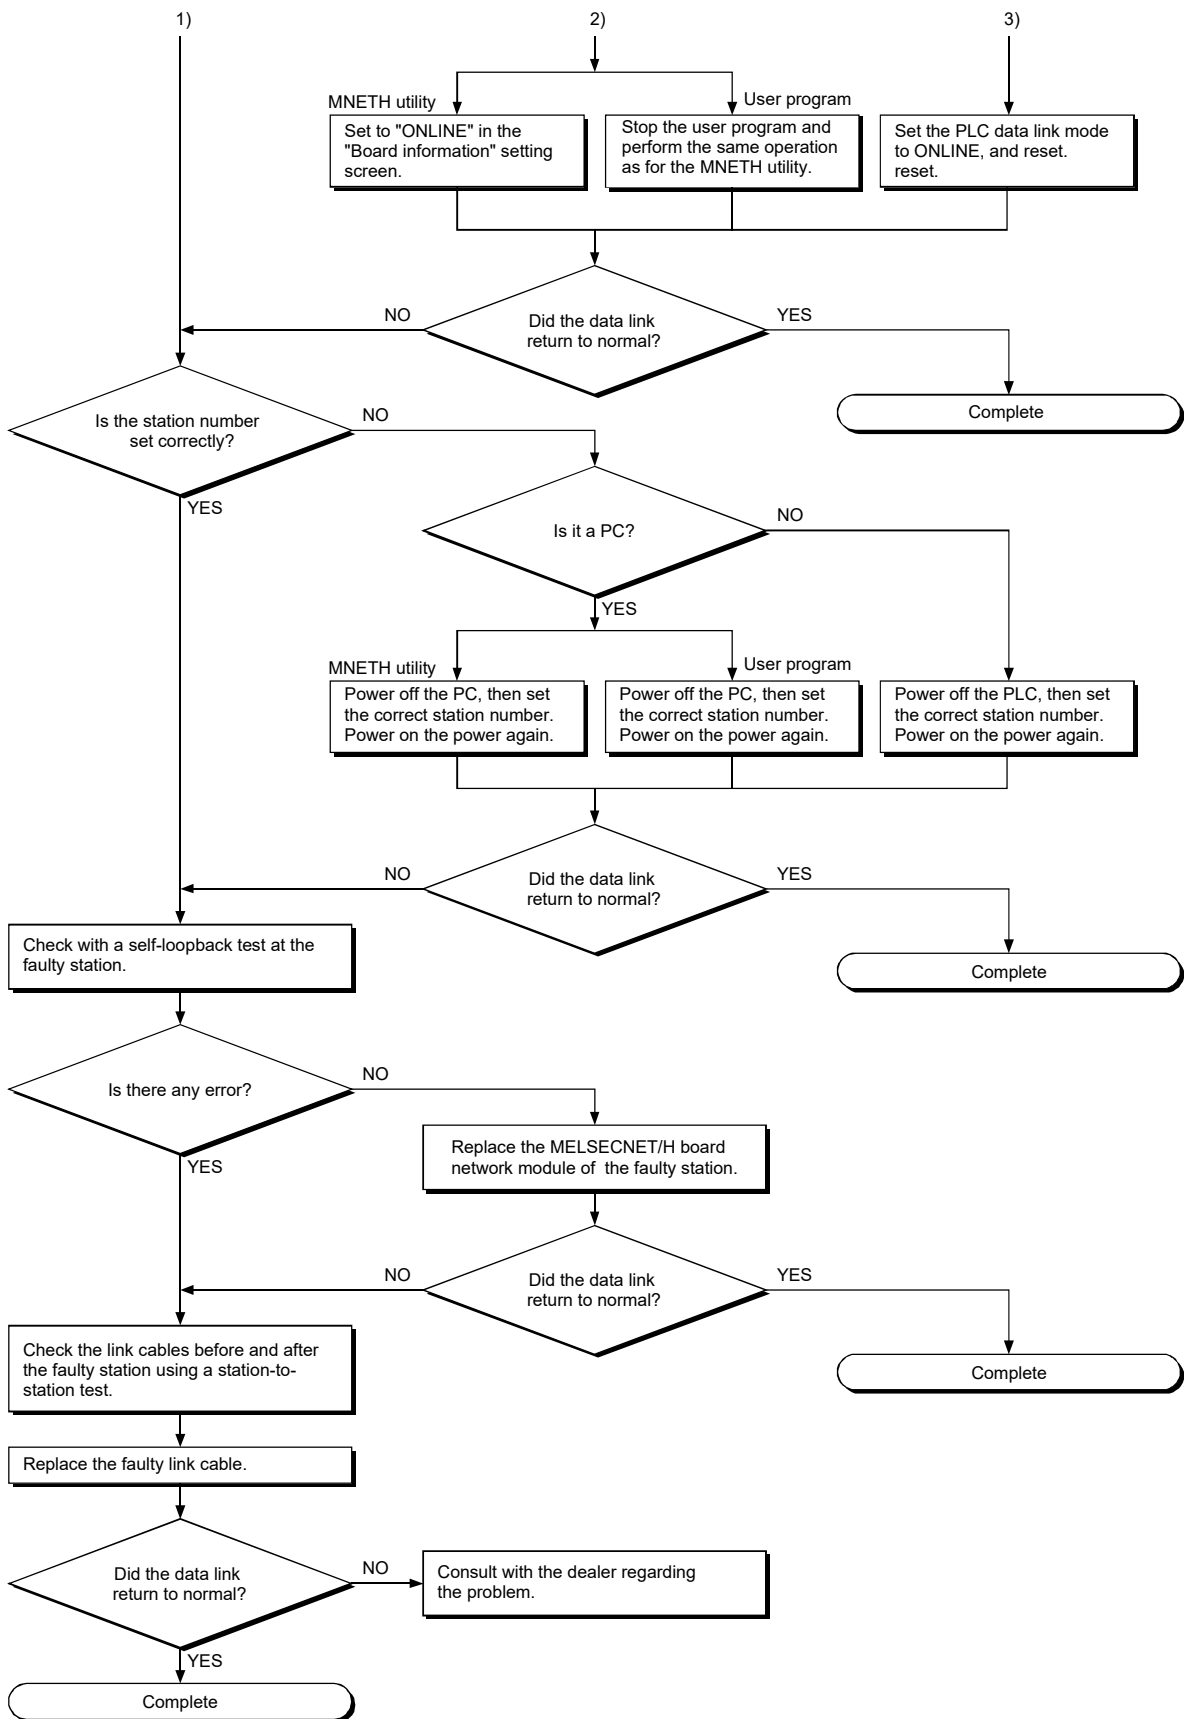 1)
2)
3)
MNETH utility
User program
Set to "ONLINE" in the
"Board information" setting
screen.
Stop the user program and
perform the same operation
as for the MNETH utility.
Set the PLC data link mode
to ONLINE, and reset.
reset.
NO
Did the data link
return to normal?
YES
Complete
Is the station number
set correctly?
NO
YES
Is it a PC?
NO
YES
MNETH utility
User program
Power off the PC, then set
the correct station number.
Power on the power again.
Power off the PC, then set
the correct station number.
Power on the power again.
Power off the PLC, then set
the correct station number.
Power on the power again.
NO
Did the data link
return to normal?
YES
Complete
Check with a self-loopback test at the
faulty station.
Is there any error?
NO
YES
Replace the MELSECNET/H board
network module of the faulty station.
NO
Did the data link
return to normal?
YES
Complete
Check the link cables before and after
the faulty station using a station-to-
station test.
Replace the faulty link cable.
Did the data link
return to normal?
NO
Consult with the dealer regarding
the problem.
YES
Complete